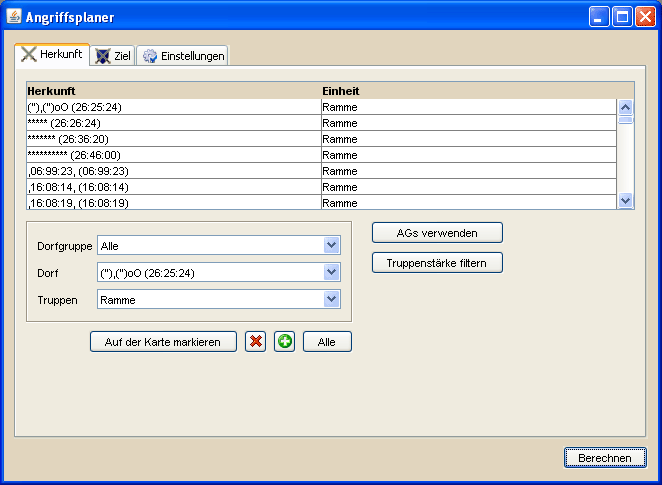 Angriffsplaner
Herkunft Ziel Einstellungen
Herkunft Einheit
("),(")oO (26:25:24) Ramme
***** (26:26:24) Ramme
******* (26:36:20) Ramme
********** (26:46:00) Ramme
,06:99:23, (06:99:23) Ramme
,16:08:14, (16:08:14) Ramme
,16:08:19, (16:08:19) Ramme
Dorfgruppe Alle
AGs verwenden
Dorf ("),(")oO (26:25:24)
Truppenstärke filtern
Truppen Ramme
Auf der Karte markieren Alle
Berechnen